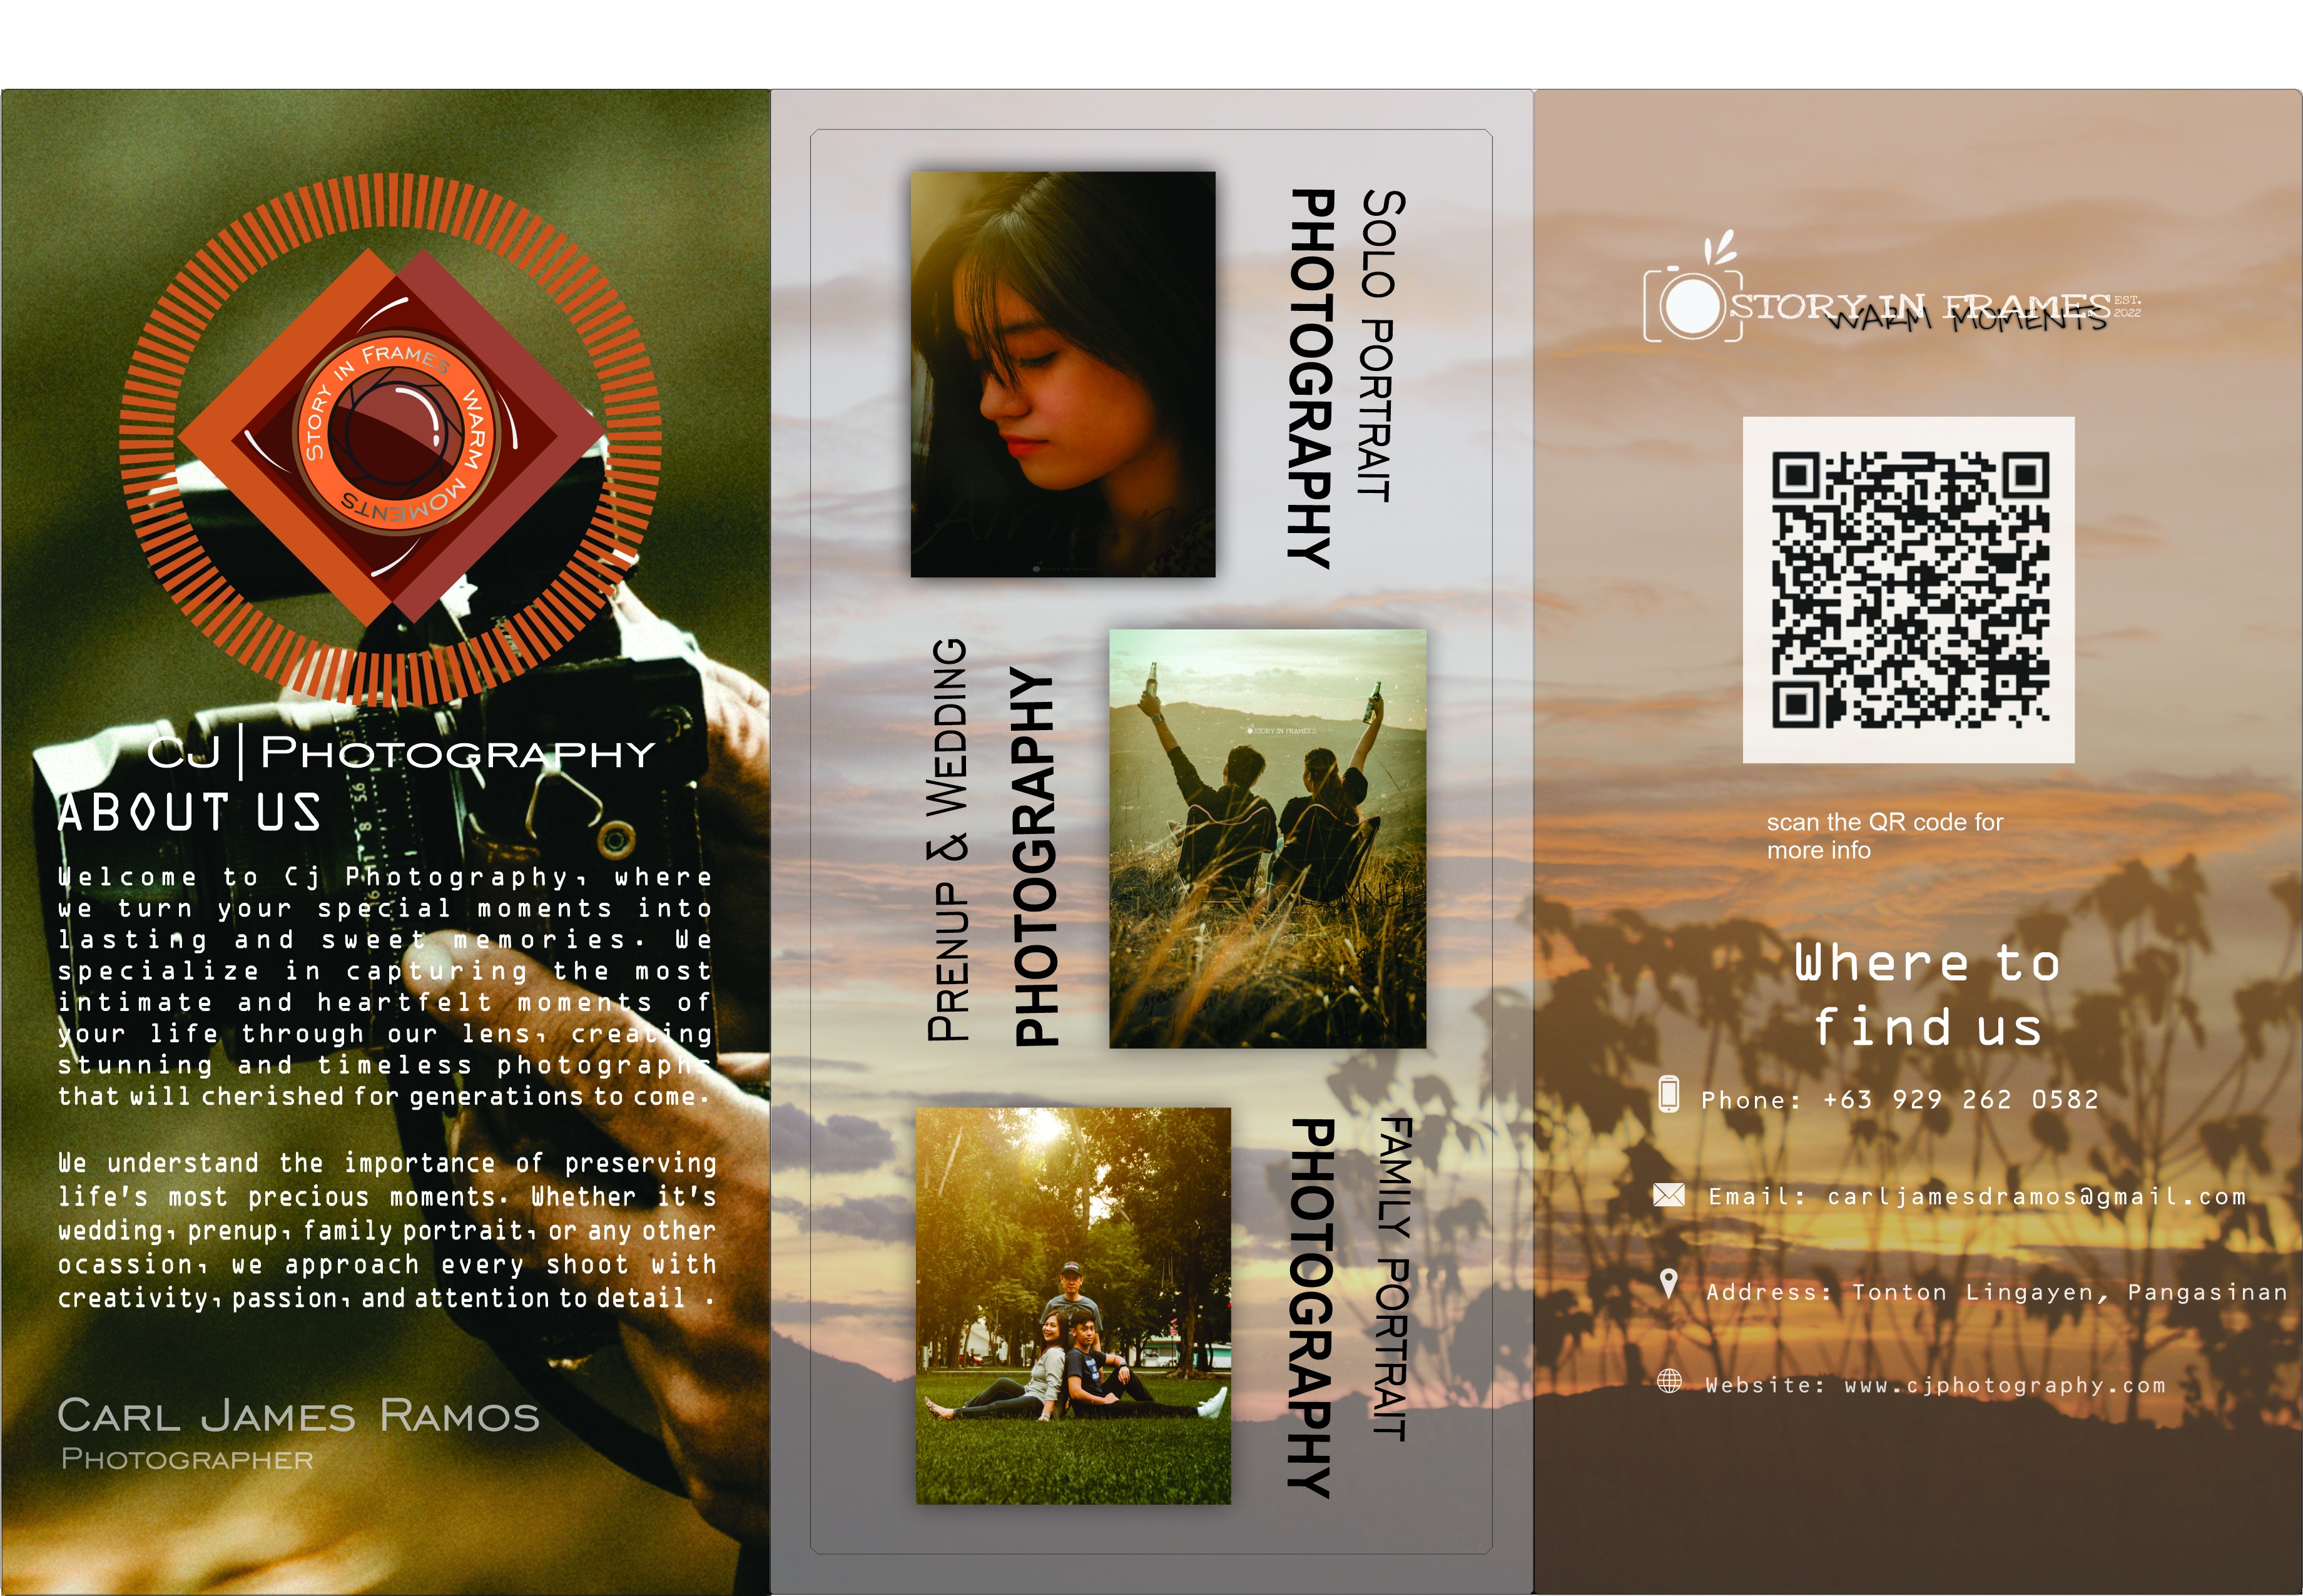 STORY IN FRAMES WARM MOMENTS
CJ|PHOTOGRAPHY
ABOUT US
Welcome to Cj Photography, where
we turn your special moments into
lasting and sweet memories. We
specialize in capturing the most
intimate and heartfelt moments of
your life through our lens, creating
stunning and timeless photographs
that will cherished for generations to come.
We understand the importance of preserving
life's most precious moments. Whether it's
wedding, prenup, family portrait, or any other
ocassion, we approach every shoot with
creativity, passion, and attention to detail .
CARL JAMES RAMOS
PHOTOGRAPHER
SOLO PORTRAIT
PHOTOGRAPHY
PRENUP & WEDDING
PHOTOGRAPHY
STORY IN FRAMES
FAMILY PORTRAIT
PHOTOGRAPHY
STORY IN FRAMES EST. 2022
WARM MOMENTS
scan the QR code for
more info
Where to
find us
Phone: +63 929 262 0582
Email: carljamesdramos@gmail.com
Address: Tonton Lingayen, Pangasinan
Website: www.cjphotography.com